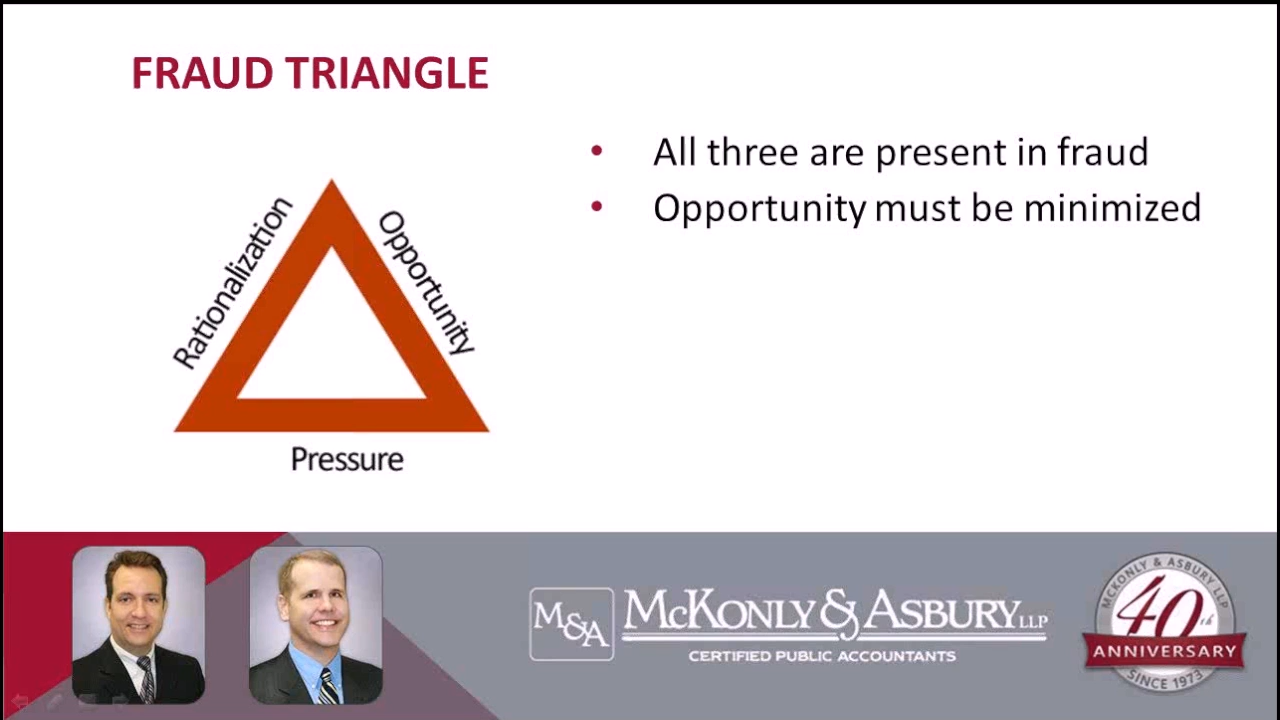 FRAUD TRIANGLE
• All three are present in fraud
• Opportunity must be minimized
Rationalization
Opportunity
Pressure
M&A
McKonly & Asbury LLP
CERTIFIED PUBLIC ACCOUNTANTS
McKONLY & ASBURY LLP
40th
ANNIVERSARY
SINCE 1973